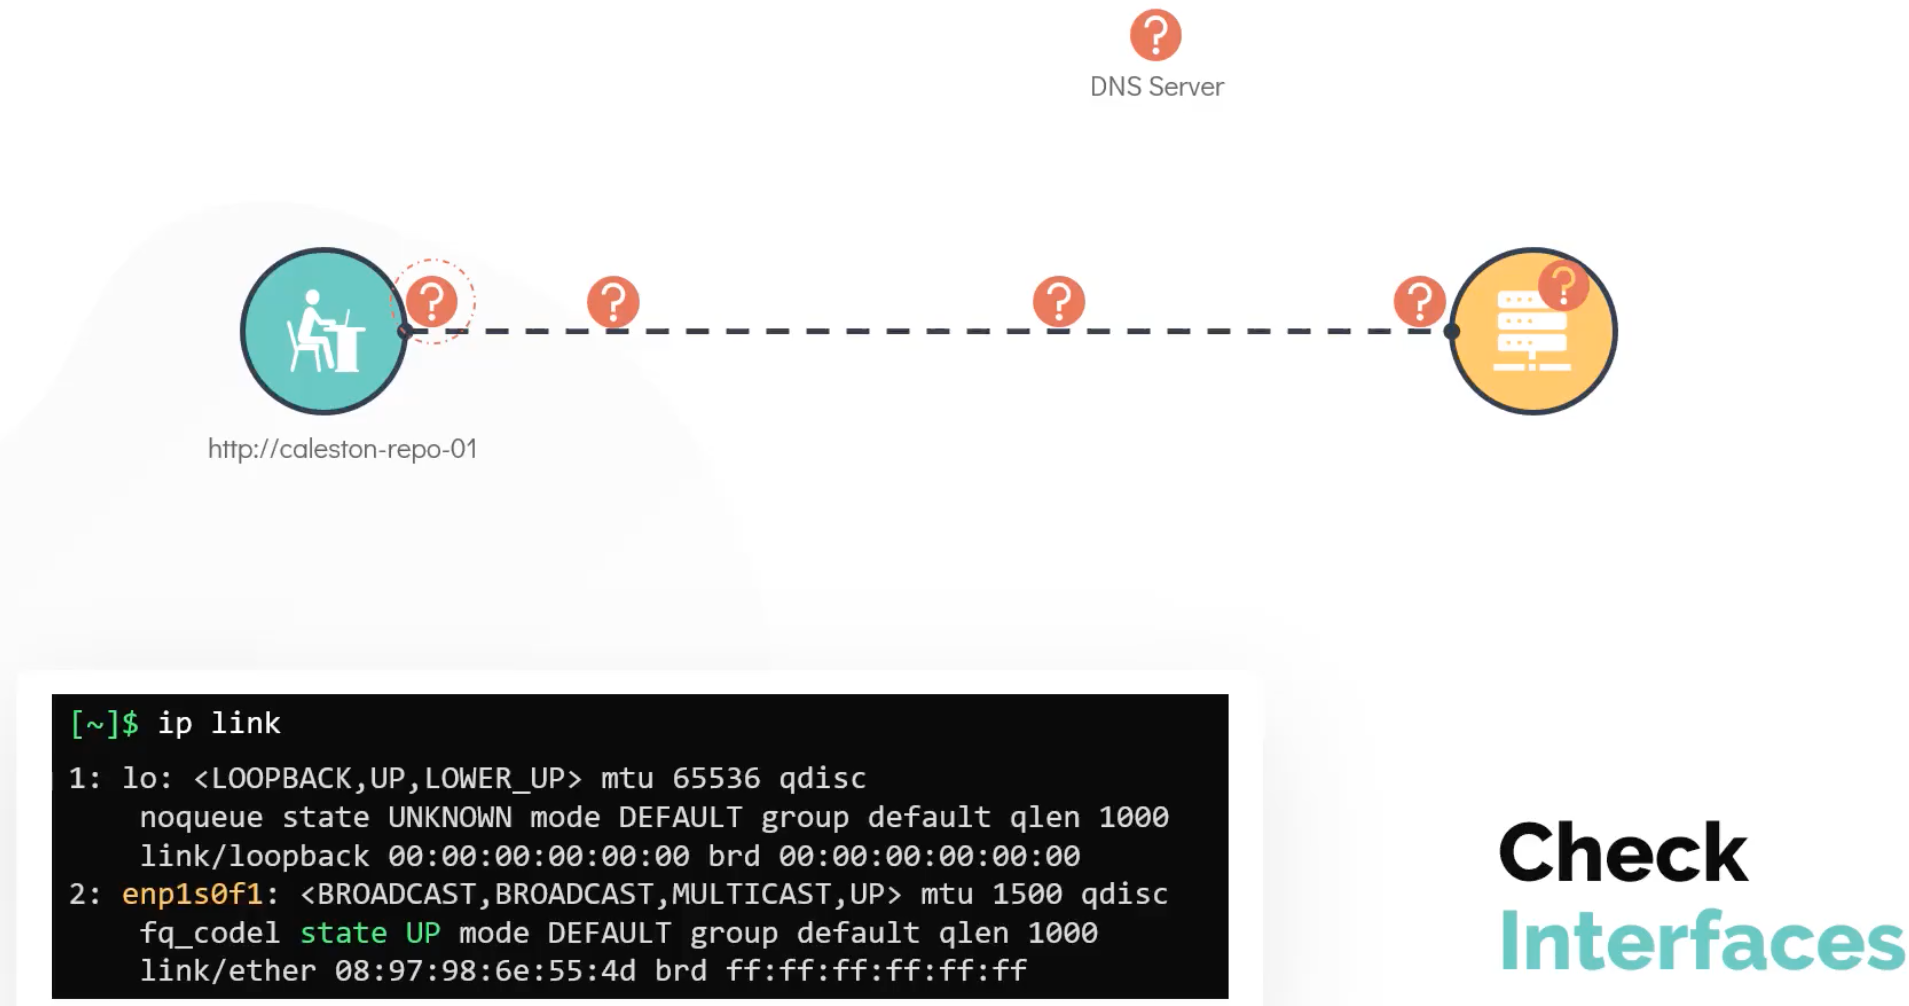 ?
DNS Server
?
?
?
?
?
http://caleston-repo-01
[~]$ ip link
1: lo: <LOOPBACK,UP,LOWER_UP> mtu 65536 qdisc
noqueue state UNKNOWN mode DEFAULT group default qlen 1000
link/loopback 00:00:00:00:00:00 brd 00:00:00:00:00:00
2: enp1s0f1: <BROADCAST,BROADCAST,MULTICAST,UP> mtu 1500 qdisc
fq_codel state UP mode DEFAULT group default qlen 1000
link/ether 08:97:98:6e:55:4d brd ff:ff:ff:ff:ff:ff
Check
Interfaces